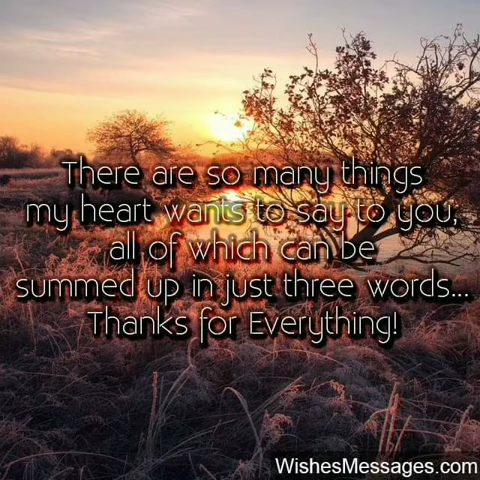 There are so many things
my heart wants to say to you,
all of which can be
summed up in just three words...
Thanks for Everything!
WishesMessages.com